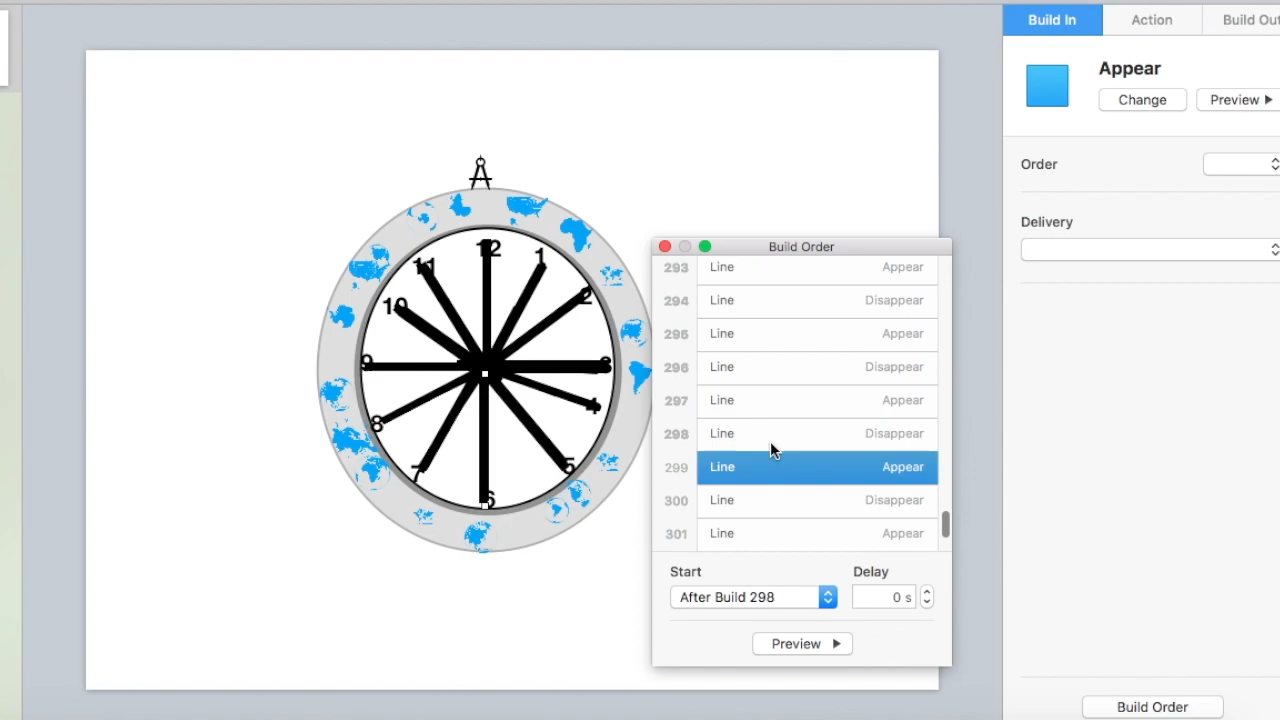 Build In Action Build Out
Appear
Change Preview
Order
Delivery
Build Order
12
11 1
10 2
9 3
8 4
7 5
6
Build Order
293 Line Appear
294 Line Disappear
295 Line Appear
296 Line Disappear
297 Line Appear
298 Line Disappear
299 Line Appear
300 Line Disappear
301 Line Appear
Start Delay
After Build 298 0 s
Preview